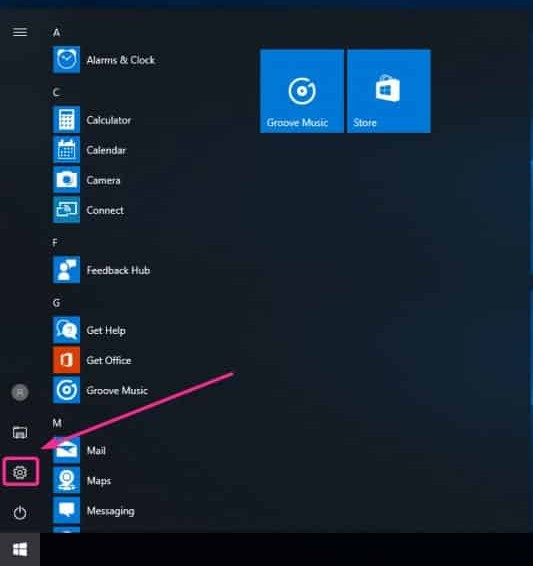 A
Alarms & Clock
C
Calculator
Calendar
Camera
Connect
F
Feedback Hub
G
Get Help
Get Office
Groove Music
M
Mail
Maps
Messaging
Groove Music
Store